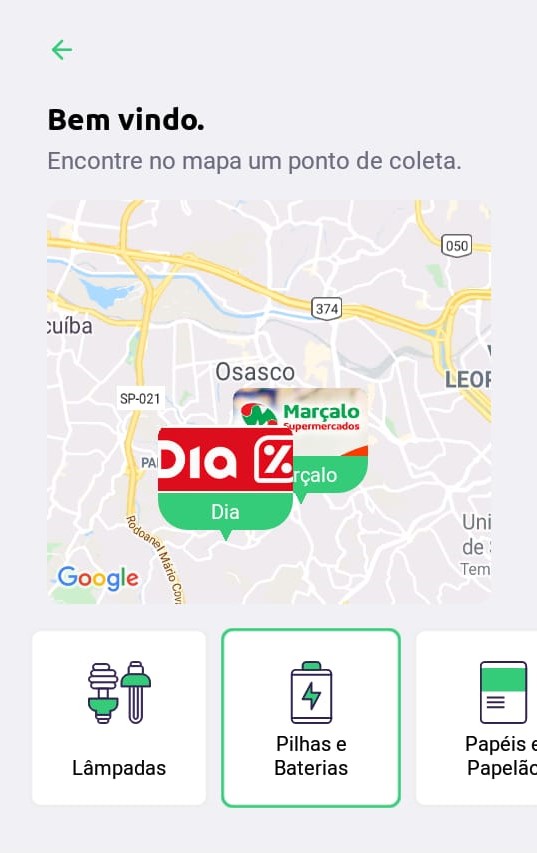 Bem vindo.
Encontre no mapa um ponto de coleta.
050
374
cuíba
Osasco
LEOP
SP-021
Marçalo
Supermercados
Dia %
rçalo
Dia
PA
Rodoanel Mário Cova
Uni
de S
Tem
Google
Lâmpadas
Pilhas e
Baterias
Papéis e
Papelão